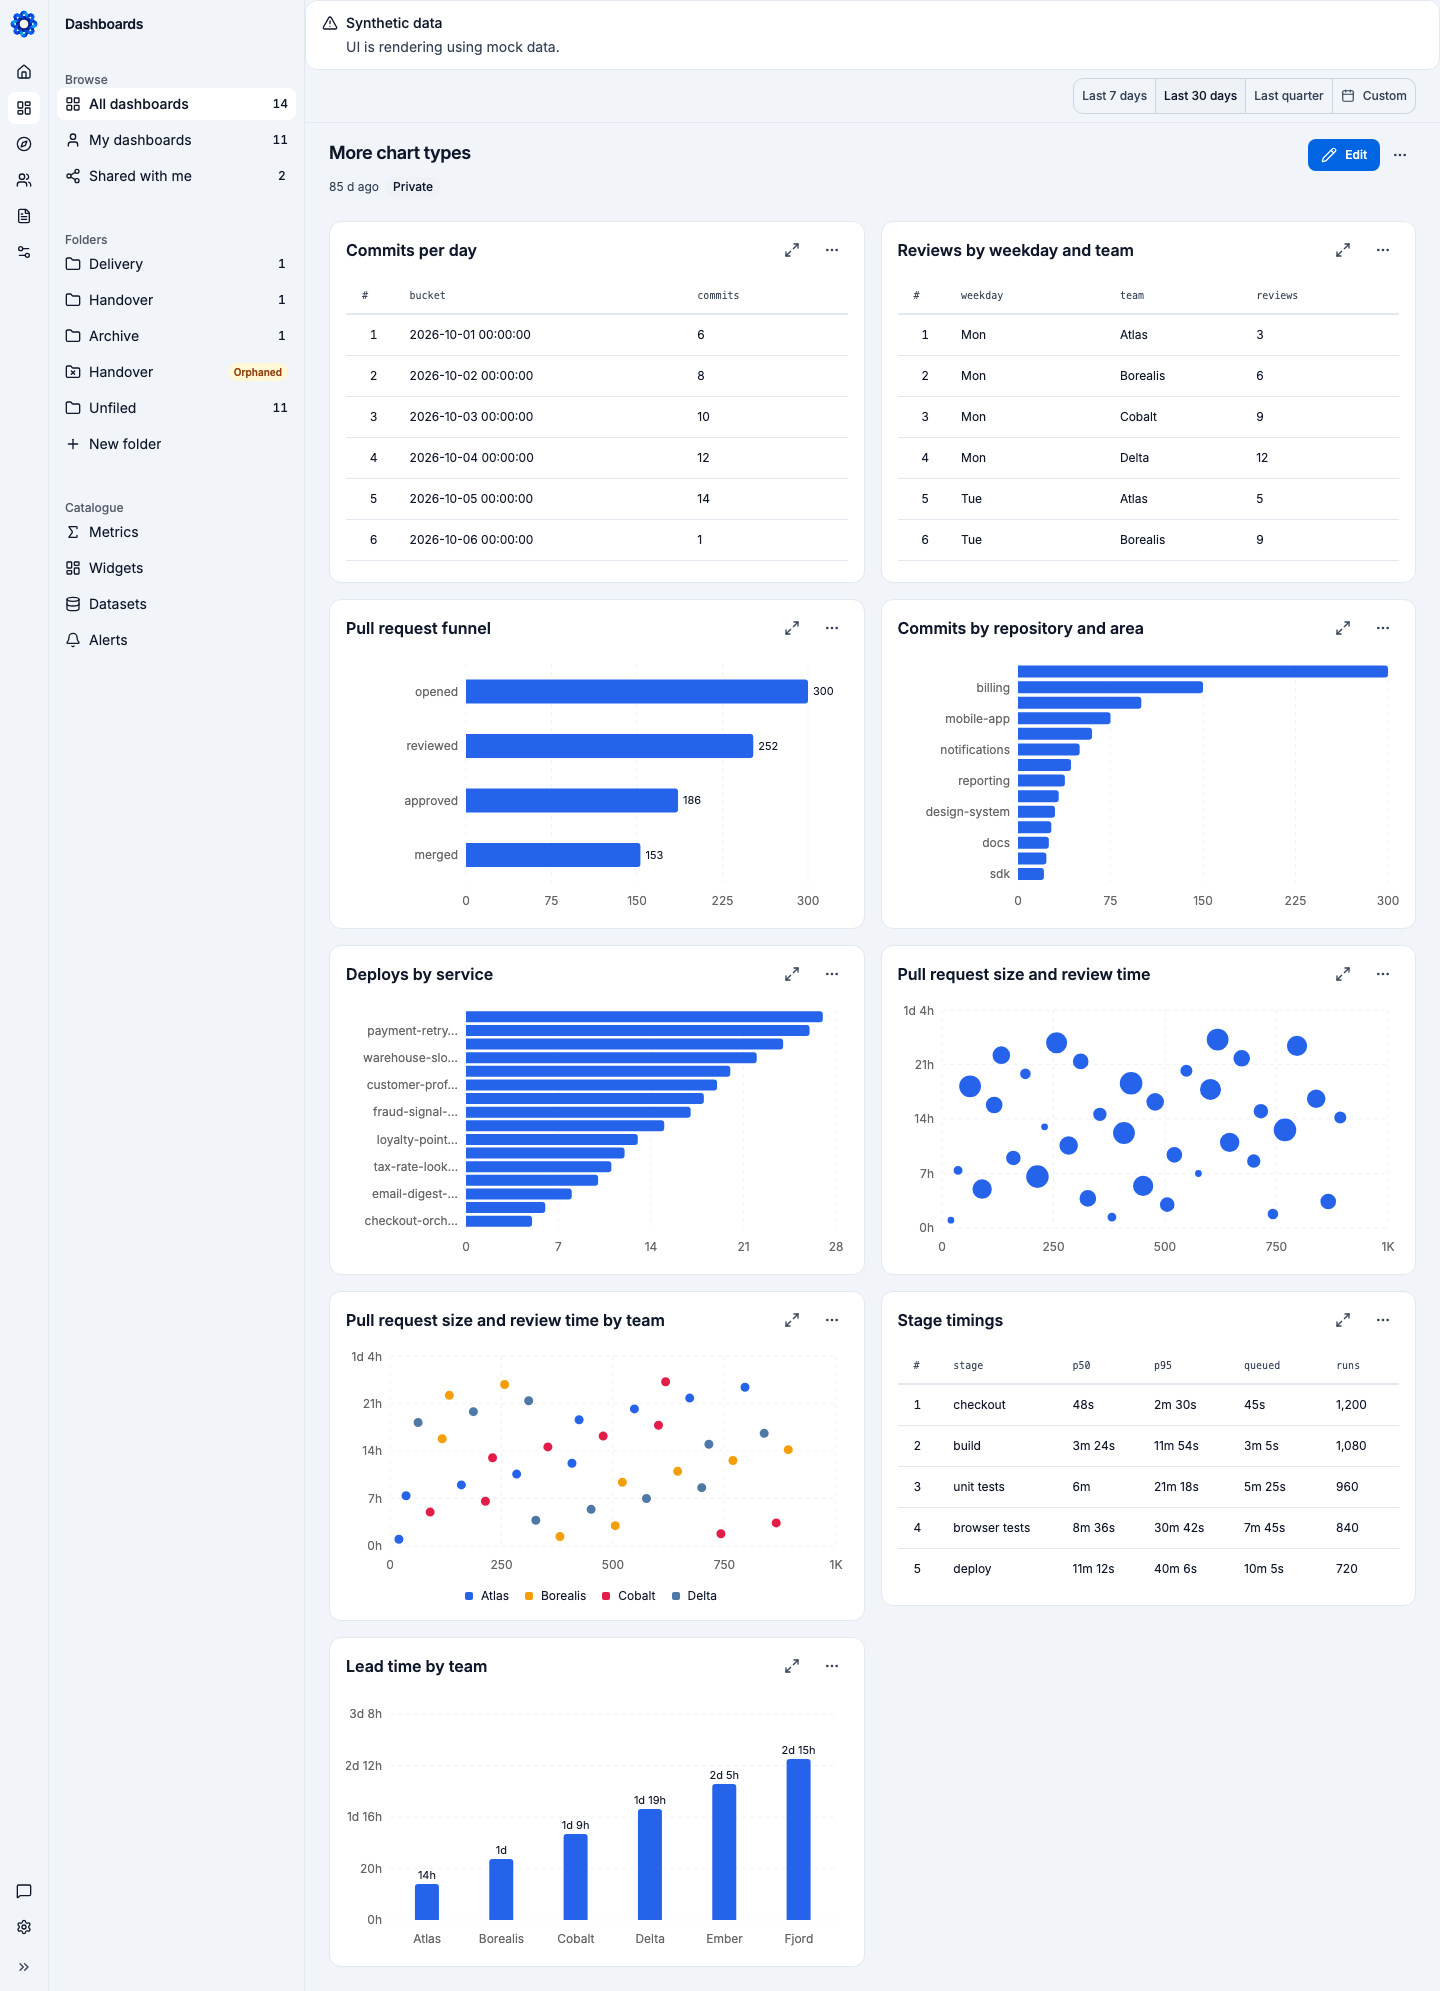 Dashboards
Browse
All dashboards 14
My dashboards 11
Shared with me 2
Folders
Delivery 1
Handover 1
Archive 1
Handover Orphaned
Unfiled 11
New folder
Catalogue
Metrics
Widgets
Datasets
Alerts
Synthetic data
UI is rendering using mock data.
Last 7 days Last 30 days Last quarter Custom
More chart types
Edit
85 d ago Private
Commits per day
# bucket commits
1 2026-10-01 00:00:00 6
2 2026-10-02 00:00:00 8
3 2026-10-03 00:00:00 10
4 2026-10-04 00:00:00 12
5 2026-10-05 00:00:00 14
6 2026-10-06 00:00:00 1
Reviews by weekday and team
# weekday team reviews
1 Mon Atlas 3
2 Mon Borealis 6
3 Mon Cobalt 9
4 Mon Delta 12
5 Tue Atlas 5
6 Tue Borealis 9
Pull request funnel
opened 300
reviewed 252
approved 186
merged 153
0 75 150 225 300
Commits by repository and area
billing
mobile-app
notifications
reporting
design-system
docs
sdk
0 75 150 225 300
Deploys by service
payment-retry...
warehouse-slo...
customer-prof...
fraud-signal-...
loyalty-point...
tax-rate-look...
email-digest-...
checkout-orch...
0 7 14 21 28
Pull request size and review time
1d 4h
21h
14h
7h
0h
0 250 500 750 1K
Pull request size and review time by team
1d 4h
21h
14h
7h
0h
0 250 500 750 1K
Atlas Borealis Cobalt Delta
Stage timings
# stage p50 p95 queued runs
1 checkout 48s 2m 30s 45s 1,200
2 build 3m 24s 11m 54s 3m 5s 1,080
3 unit tests 6m 21m 18s 5m 25s 960
4 browser tests 8m 36s 30m 42s 7m 45s 840
5 deploy 11m 12s 40m 6s 10m 5s 720
Lead time by team
3d 8h
2d 12h
1d 16h
20h
0h
14h 1d 1d 9h 1d 19h 2d 5h 2d 15h
Atlas Borealis Cobalt Delta Ember Fjord